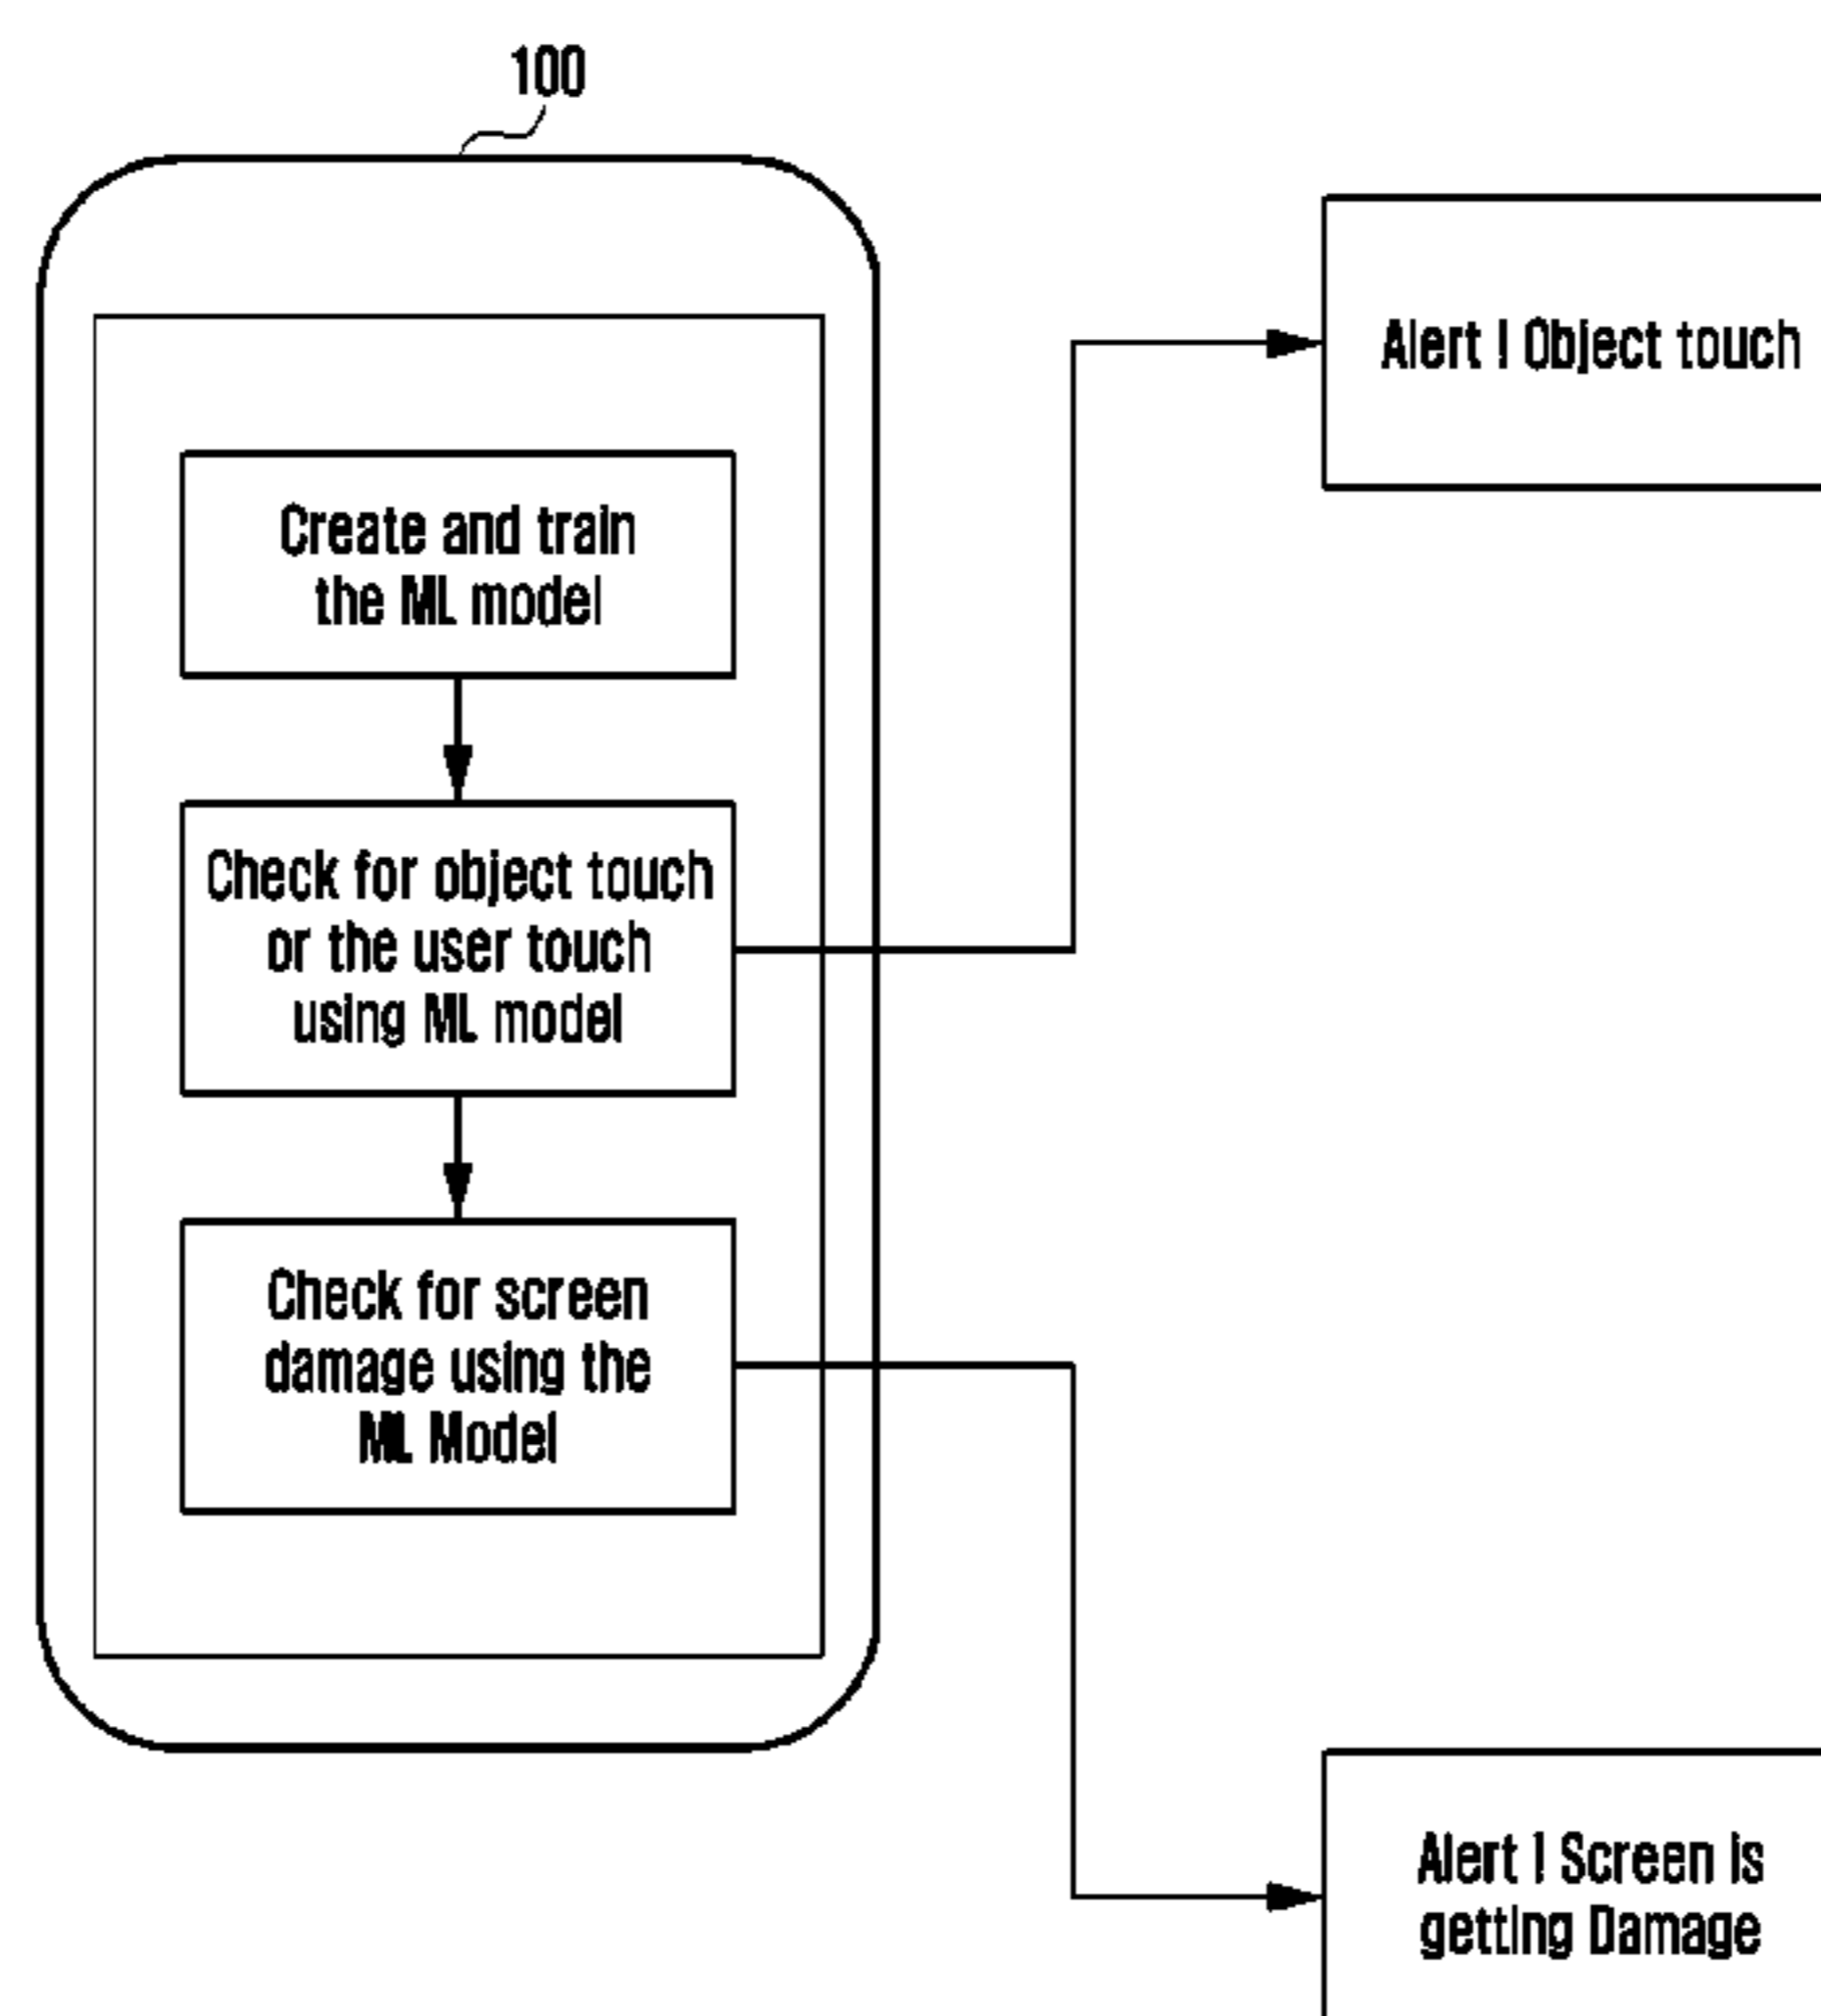 100
Create and train
the ML model
Check for object touch
or the user touch
using ML model
Check for screen
damage using the
ML Model
Alert ! Object touch
Alert ! Screen is
getting Damage